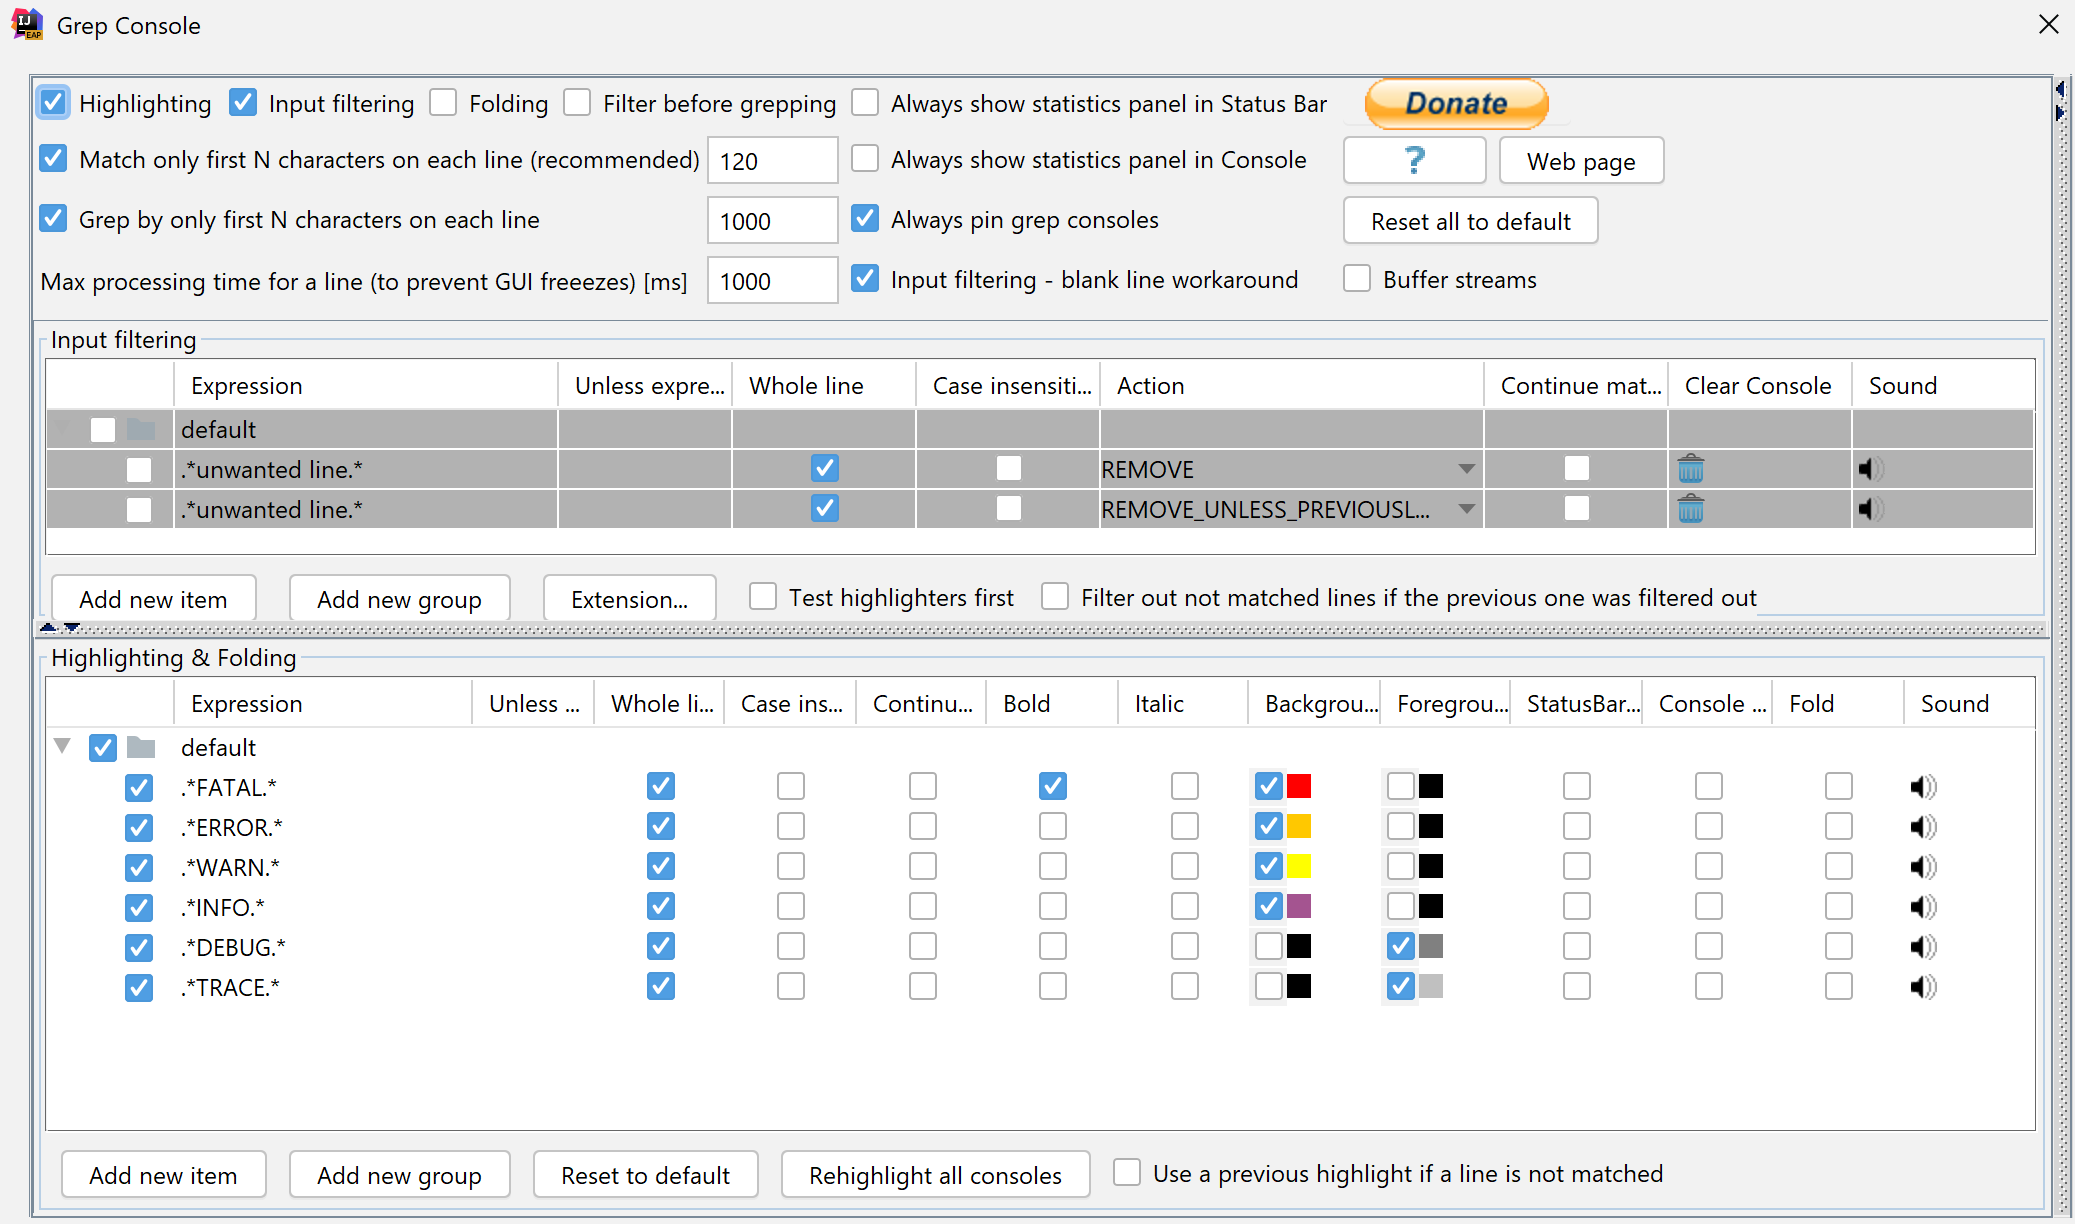 Grep Console
Highlighting Input filtering Folding Filter before grepping Always show statistics panel in Status Bar Donate
Match only first N characters on each line (recommended) 120 Always show statistics panel in Console ? Web page
Grep by only first N characters on each line 1000 Always pin grep consoles Reset all to default
Max processing time for a line (to prevent GUI freeezes) [ms] 1000 Input filtering - blank line workaround Buffer streams
Input filtering
Expression Unless expre... Whole line Case insensiti... Action Continue mat... Clear Console Sound
default
.*unwanted line.* REMOVE
.*unwanted line.* REMOVE_UNLESS_PREVIOUSL...
Add new item Add new group Extension... Test highlighters first Filter out not matched lines if the previous one was filtered out
Highlighting & Folding
Expression Unless ... Whole li... Case ins... Continu... Bold Italic Backgrou... Foregrou... StatusBar... Console ... Fold Sound
default
.*FATAL.*
.*ERROR.*
.*WARN.*
.*INFO.*
.*DEBUG.*
.*TRACE.*
Add new item Add new group Reset to default Rehighlight all consoles Use a previous highlight if a line is not matched